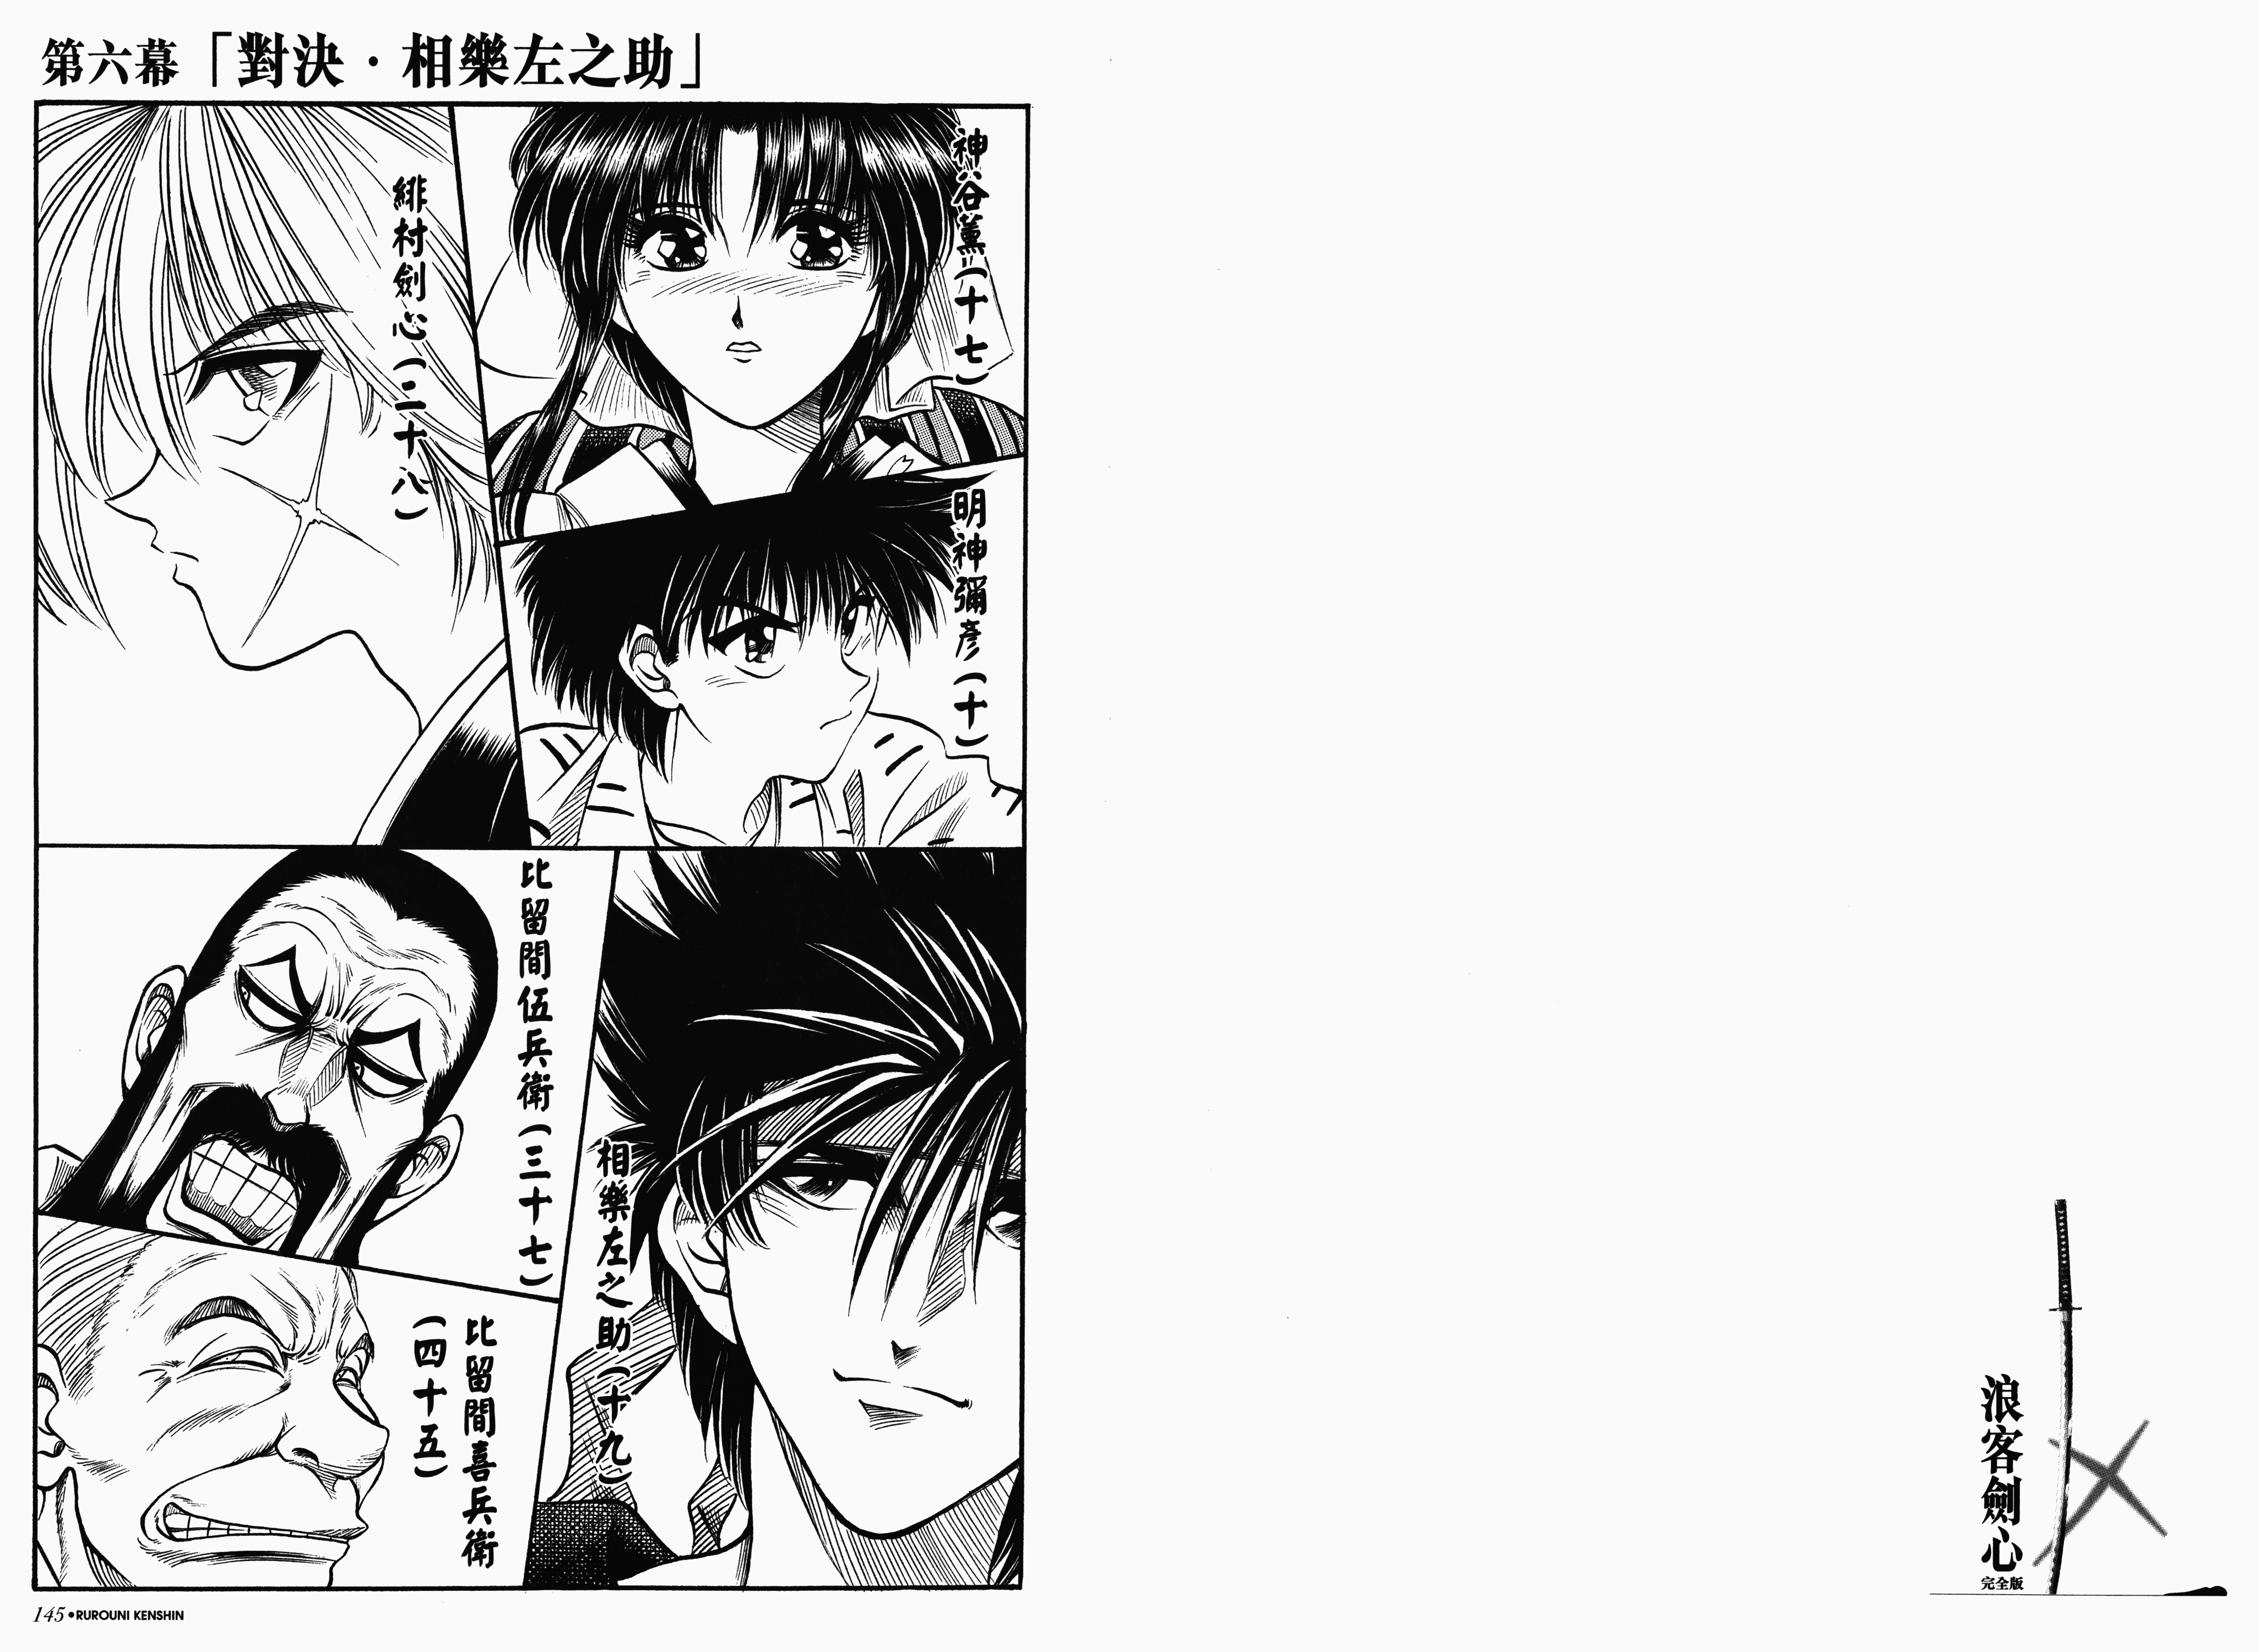 第六幕「對決・相樂左之助」
神谷薰(十七)
緋村劍心(二十八)
明神彌彥(十)
比留間伍兵衛(三十七)
相樂左之助(十九)
比留間喜兵衛
(四十五)
145•RUROUNI KENSHIN
浪客劍心
完全版